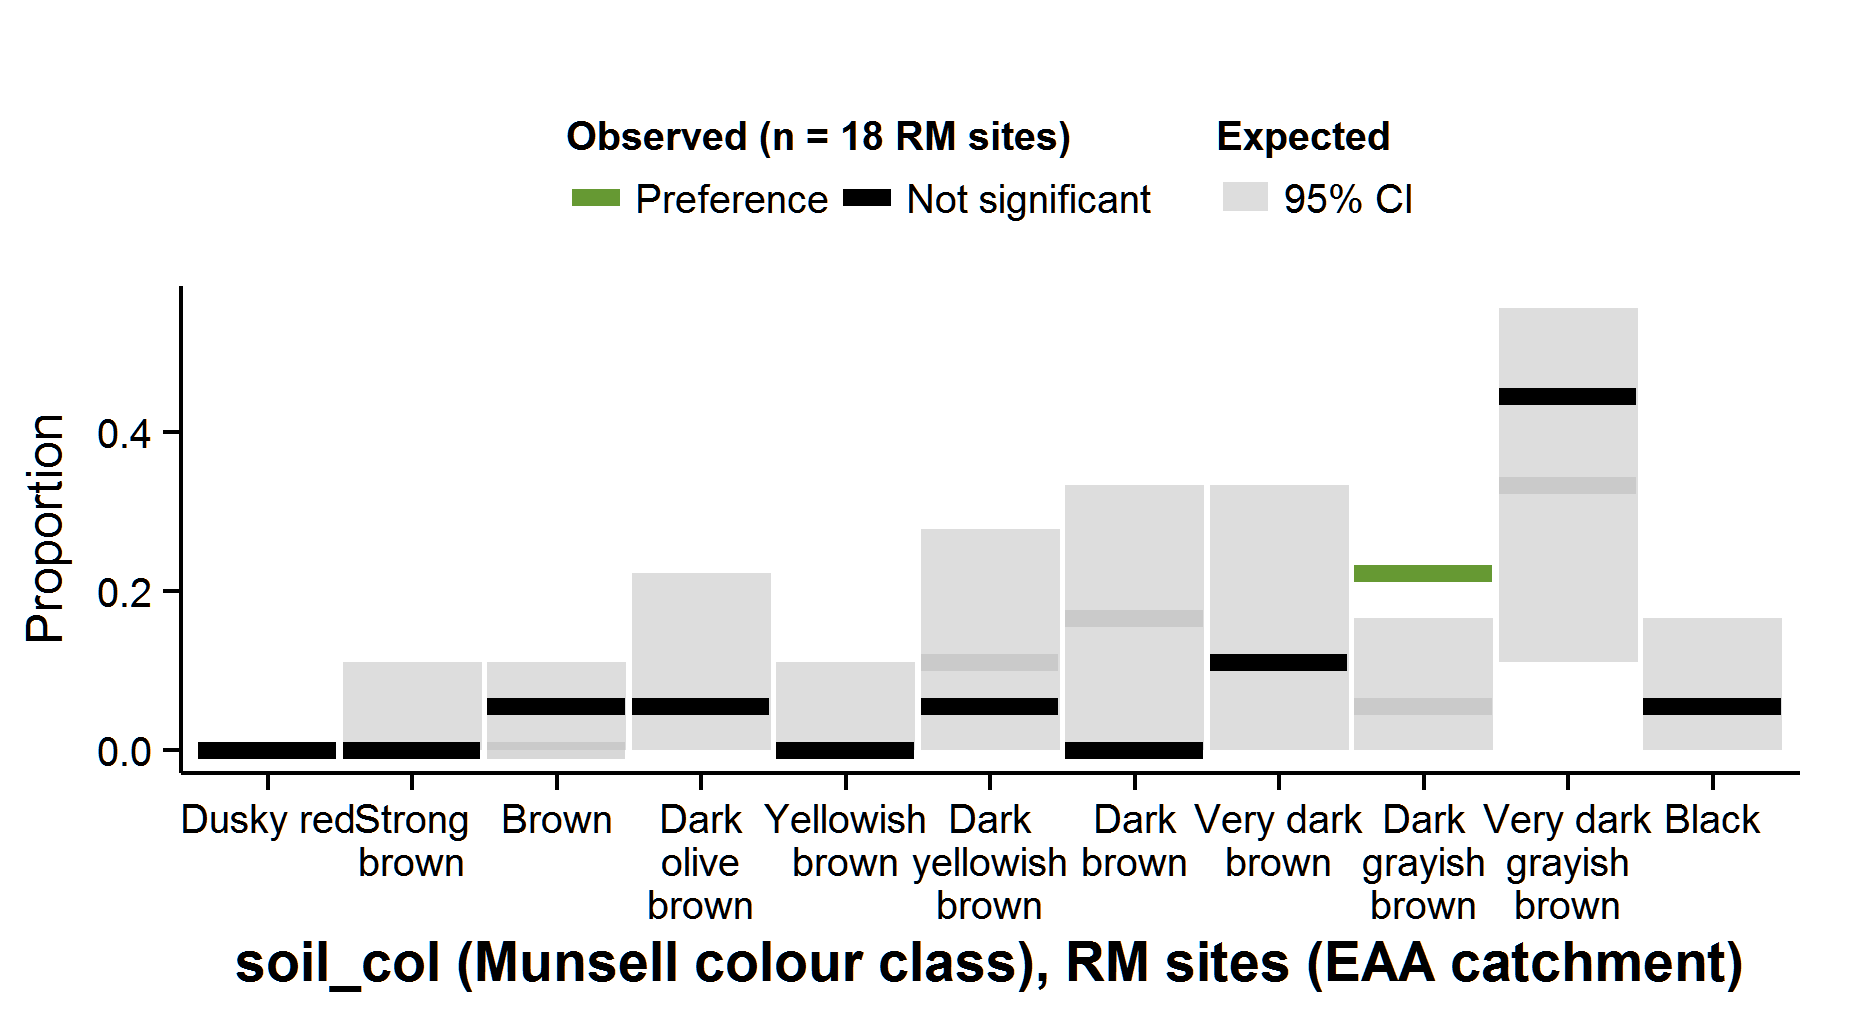 Observed (n = 18 RM sites) Expected
Preference Not significant 95% CI
Proportion
0.4
0.2
0.0
Dusky red Strong Brown Dark Yellowish Dark Dark Very dark Dark Very dark Black
brown olive brown yellowish brown brown grayish grayish
brown brown brown brown
soil_col (Munsell colour class), RM sites (EAA catchment)